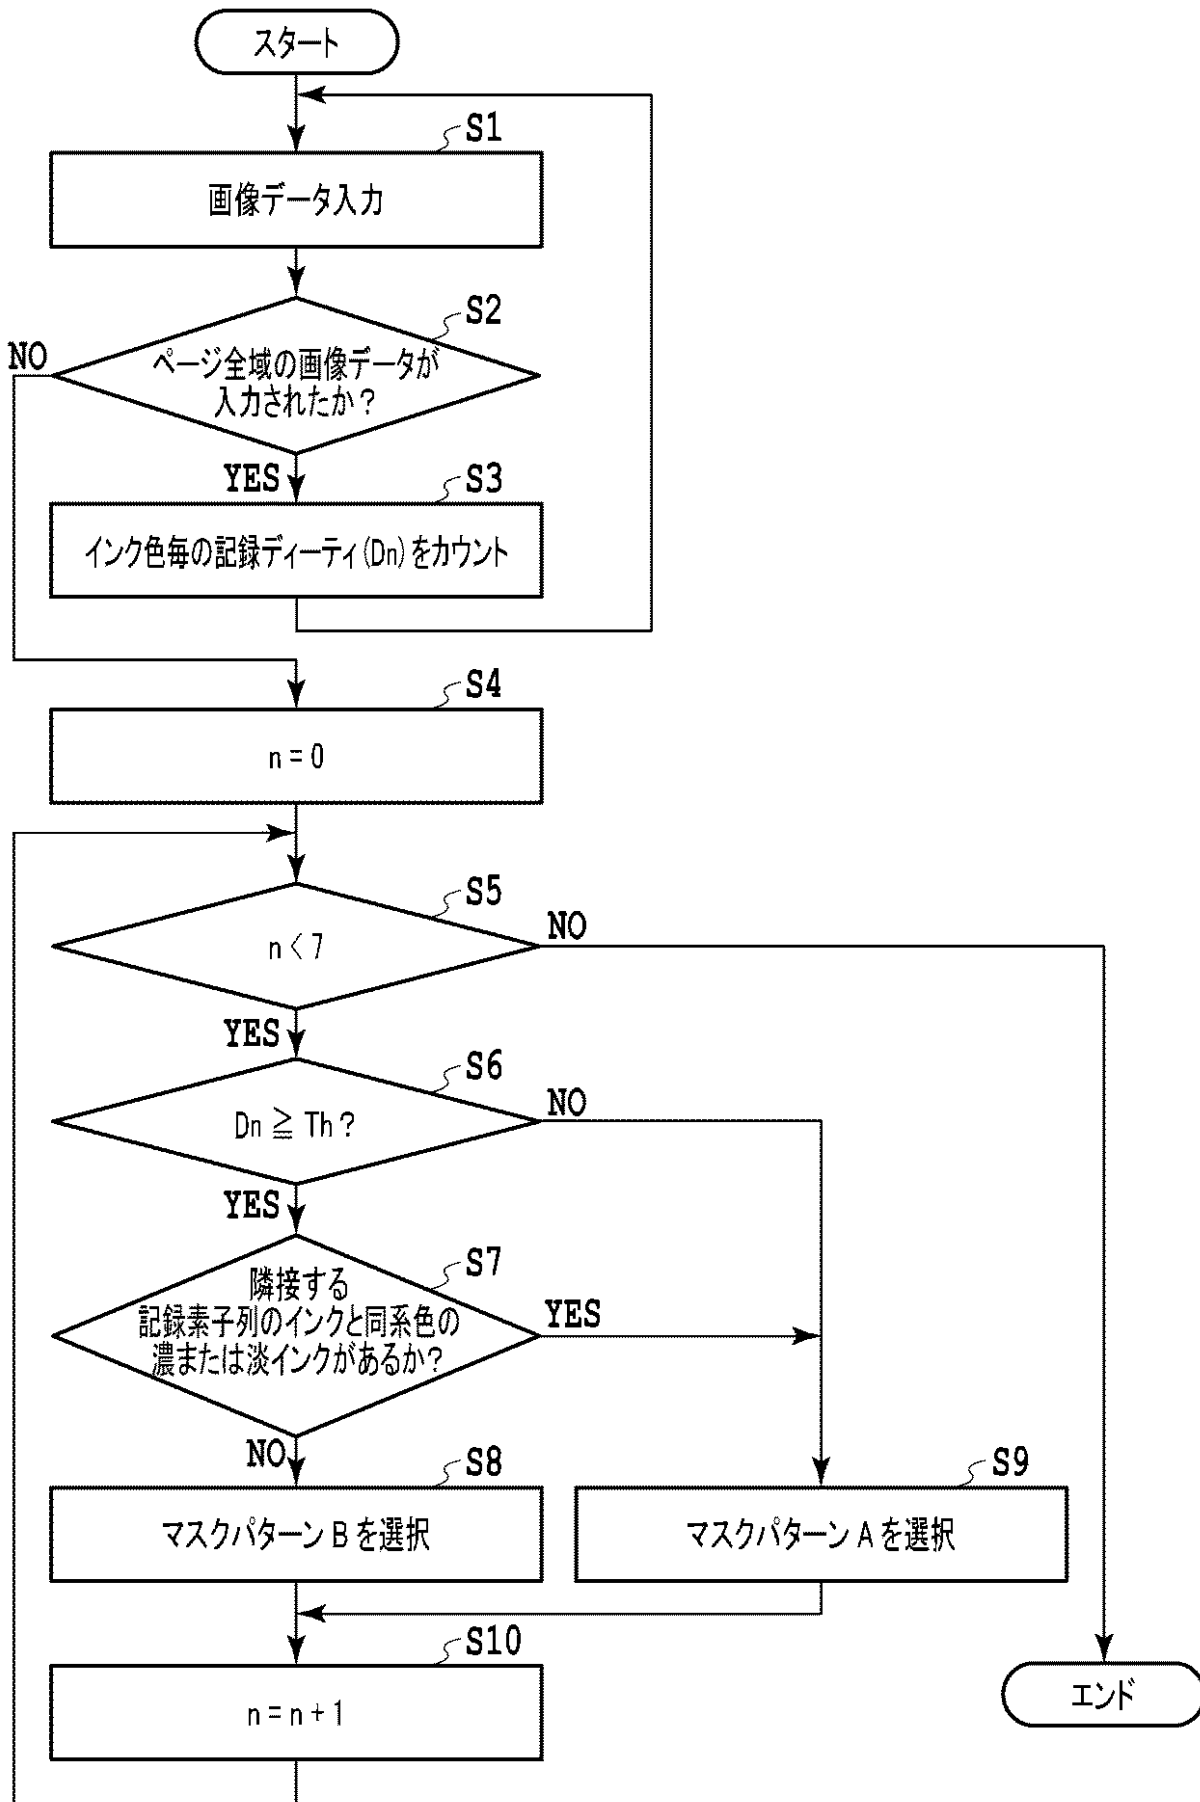 スタート
S1
画像データ入力
S2
NO
ページ全域の画像データが
入力されたか？
YES
S3
インク色毎の記録ディーティ(Dn)をカウント
S4
n = 0
S5
n < 7
NO
YES
S6
Dn ≧ Th ?
NO
YES
S7
隣接する
記録素子列のインクと同系色の
濃または淡インクがあるか?
YES
NO
S8
マスクパターン B を選択
S9
マスクパターン A を選択
S10
n = n + 1
エンド